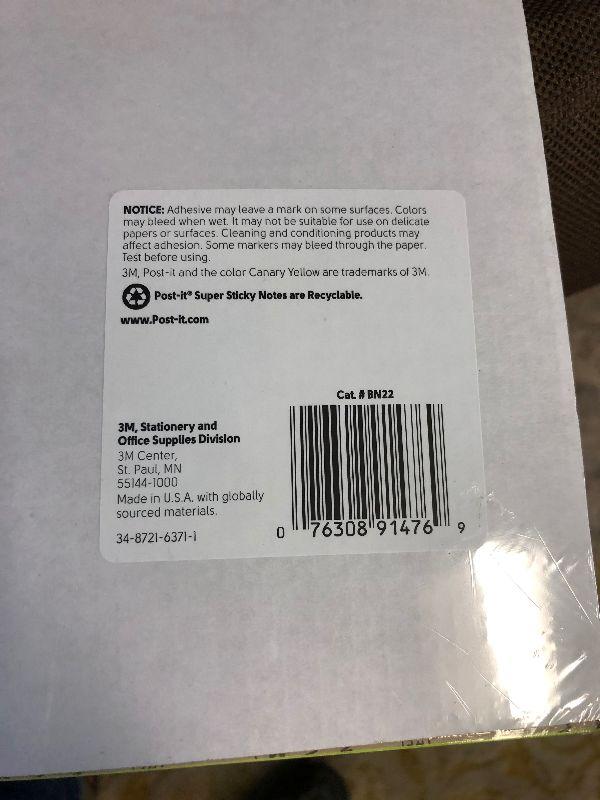 NOTICE: Adhesive may leave a mark on some surfaces. Colors
may bleed when wet. It may not be suitable for use on delicate
papers or surfaces. Cleaning and conditioning products may
affect adhesion. Some markers may bleed through the paper.
Test before using.
3M, Post-it and the color Canary Yellow are trademarks of 3M.
Post-it® Super Sticky Notes are Recyclable.
www.Post-it.com
Cat. # BN22
3M, Stationery and
Office Supplies Division
3M Center,
St. Paul, MN
55144-1000
Made in U.S.A. with globally
sourced materials.
34-8721-6371-1
0 76308 91476 9